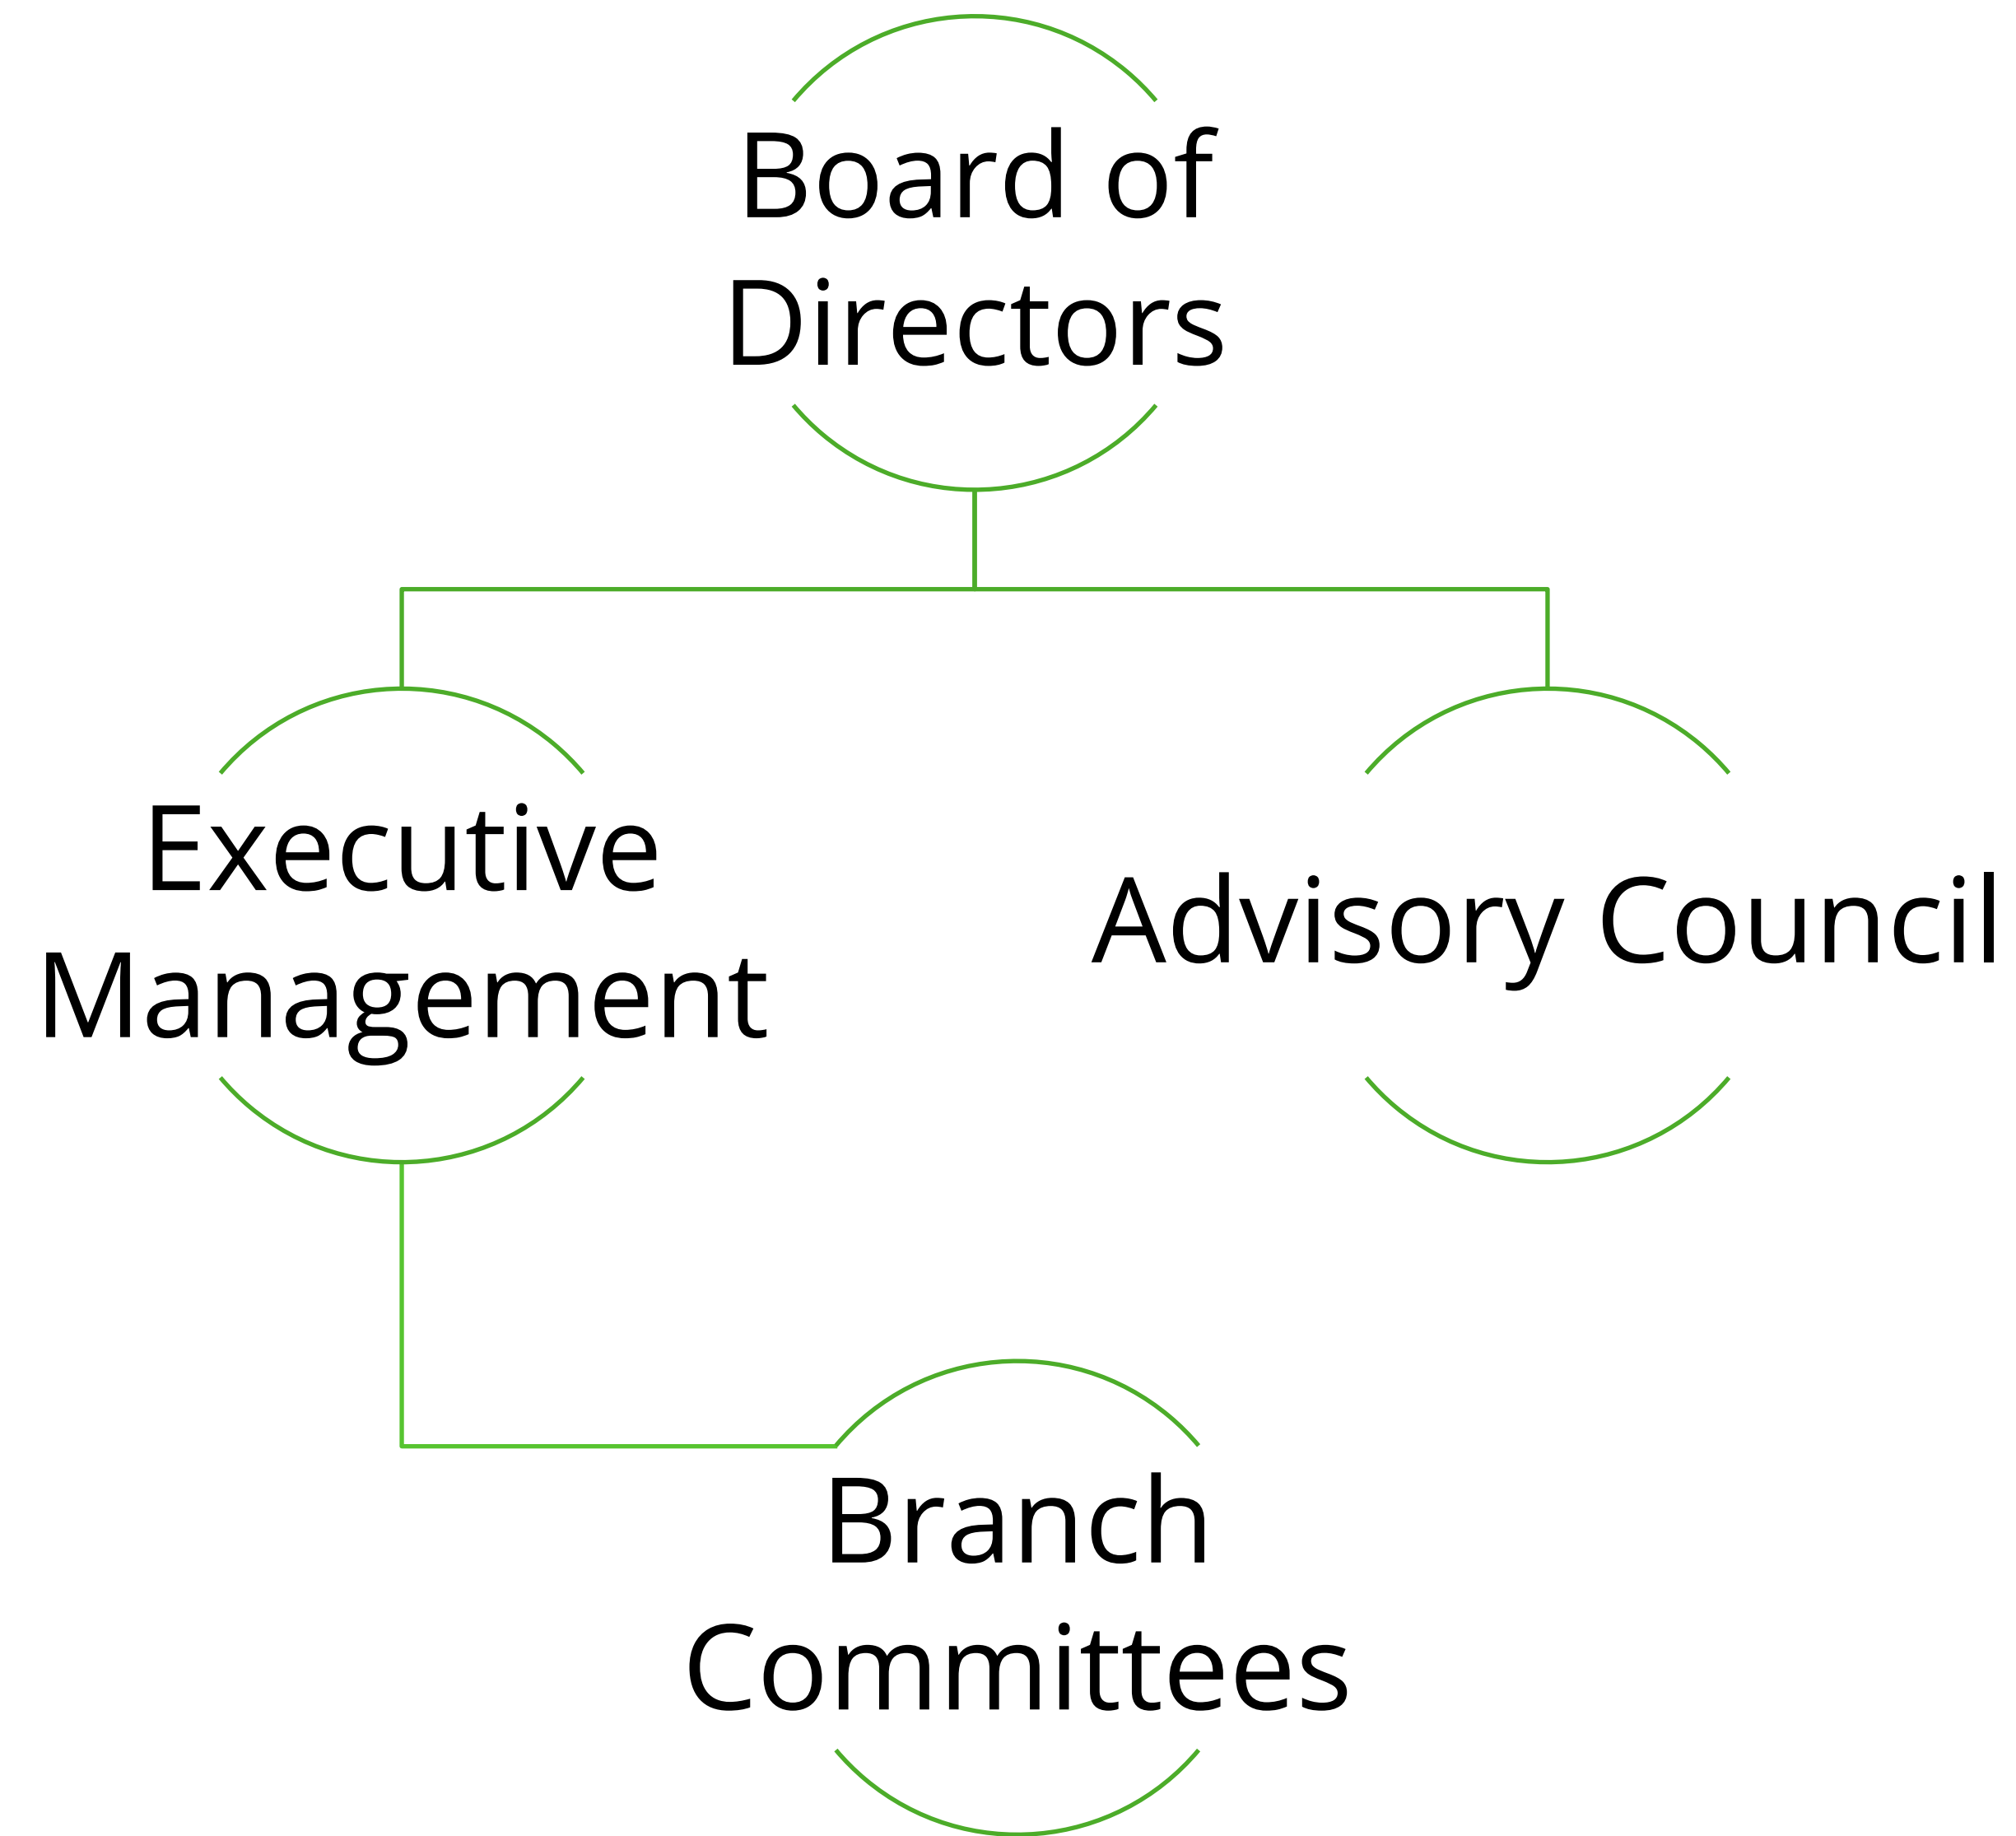 Board of
Directors
Executive
Management
Advisory Council
Branch
Committees